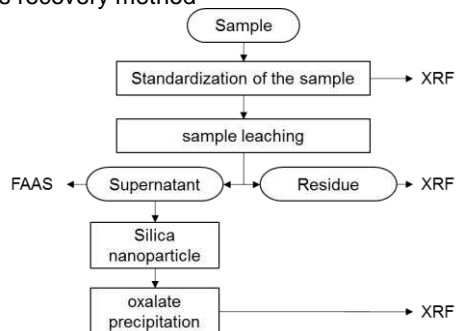 s recovery method
Sample
Standardization of the sample
XRF
sample leaching
FAAS
Supernatant
Residue
XRF
Silica
nanoparticle
oxalate
precipitation
XRF